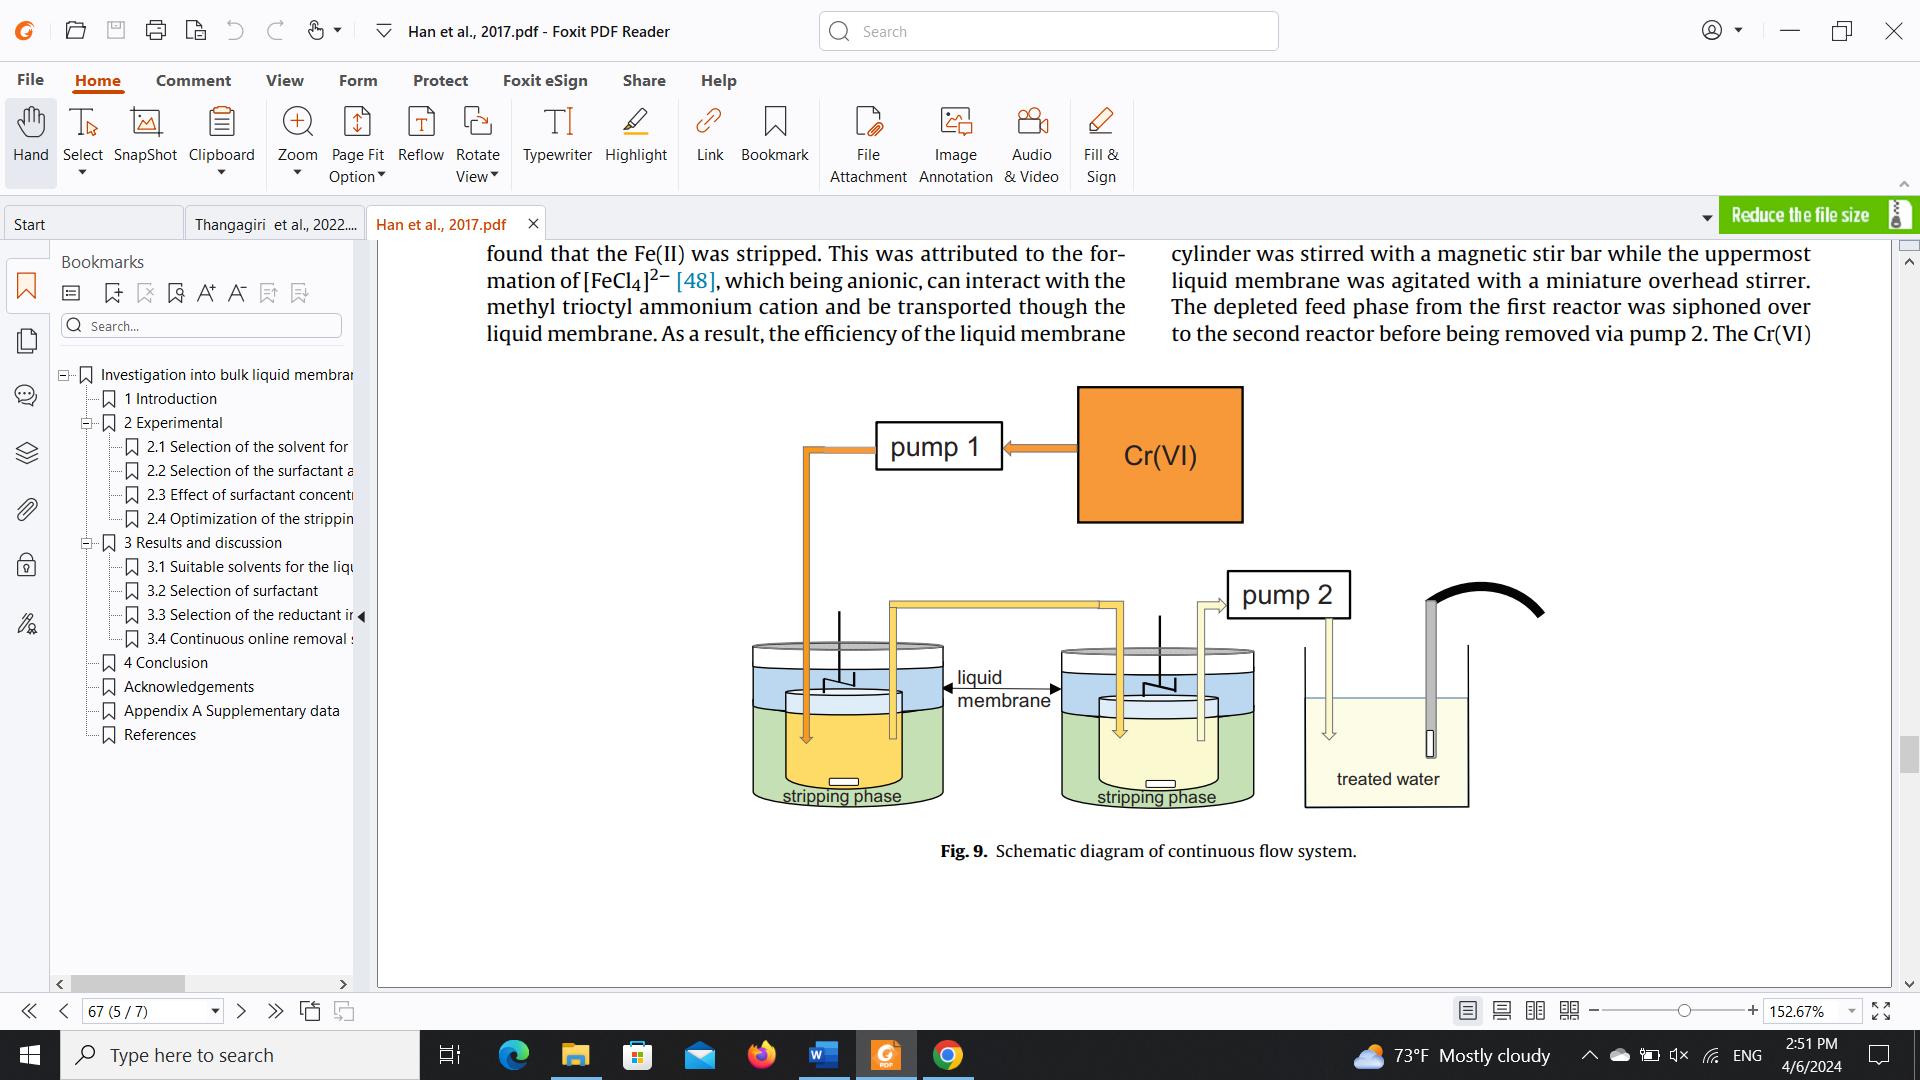 Han et al., 2017.pdf - Foxit PDF Reader
Search
File
Home
Comment
View
Form
Protect
Foxit eSign
Share
Help
Hand
Select
SnapShot
Clipboard
Zoom
Page Fit
Option
Reflow
Rotate
View
Typewriter
Highlight
Link
Bookmark
File
Attachment
Image
Annotation
Audio
& Video
Fill &
Sign
Start
Thangagiri et al., 2022....
Han et al., 2017.pdf
Reduce the file size
Bookmarks
Search...
Investigation into bulk liquid membrar
1 Introduction
2 Experimental
2.1 Selection of the solvent for
2.2 Selection of the surfactant a
2.3 Effect of surfactant concent
2.4 Optimization of the strippin
3 Results and discussion
3.1 Suitable solvents for the liqu
3.2 Selection of surfactant
3.3 Selection of the reductant ir
3.4 Continuous online removal s
4 Conclusion
Acknowledgements
Appendix A Supplementary data
References
found that the Fe(II) was stripped. This was attributed to the for-
mation of [FeCl4]2− [48], which being anionic, can interact with the
methyl trioctyl ammonium cation and be transported though the
liquid membrane. As a result, the efficiency of the liquid membrane
cylinder was stirred with a magnetic stir bar while the uppermost
liquid membrane was agitated with a miniature overhead stirrer.
The depleted feed phase from the first reactor was siphoned over
to the second reactor before being removed via pump 2. The Cr(VI)
pump 1
Cr(VI)
pump 2
liquid
membrane
stripping phase
stripping phase
treated water
Fig. 9. Schematic diagram of continuous flow system.
67 (5 / 7)
152.67%
Type here to search
73°F Mostly cloudy
ENG
2:51 PM
4/6/2024